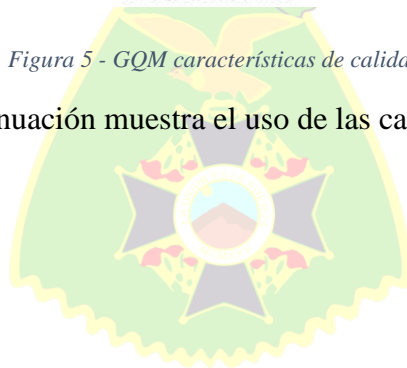 Figura 5 - GQM características de calida
nuación muestra el uso de las ca